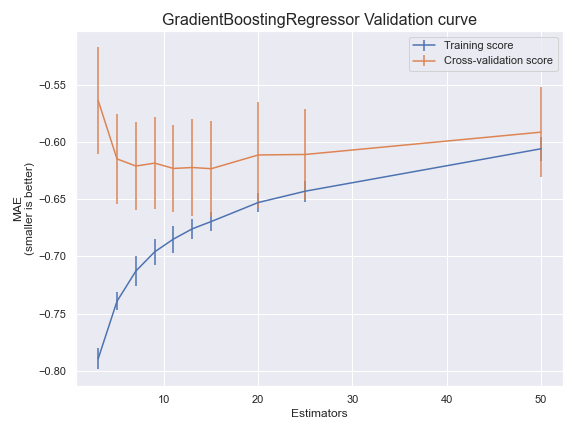 GradientBoostingRegressor Validation curve
Training score
Cross-validation score
−0.55
−0.60
−0.65
−0.70
−0.75
−0.80
MAE
(smaller is better)
10
20
30
40
50
Estimators